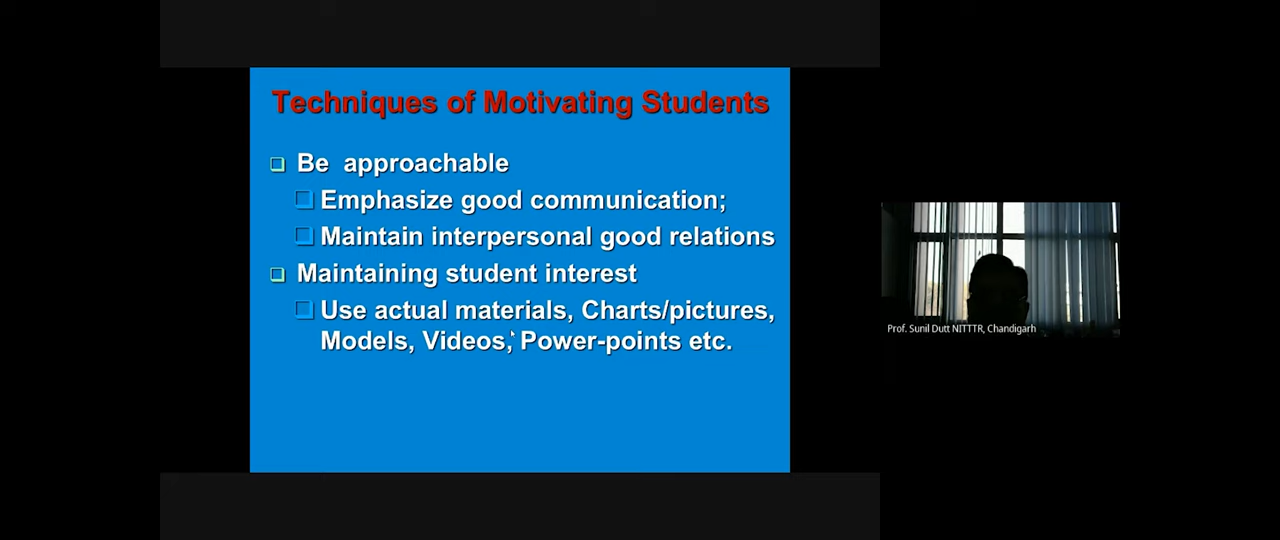 Techniques of Motivating Students
Be approachable
Emphasize good communication;
Maintain interpersonal good relations
Maintaining student interest
Use actual materials, Charts/pictures,
Models, Videos, Power-points etc.
Prof. Sunil Dutt NITTTR, Chandigarh